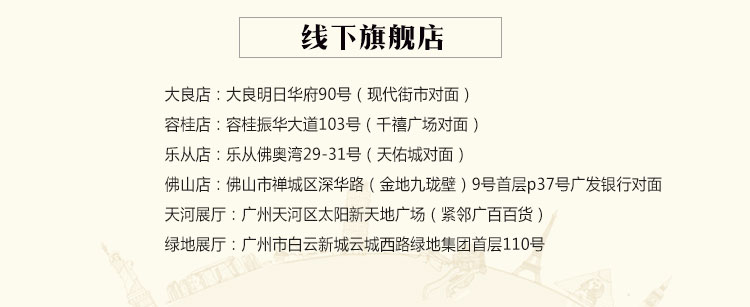 线下旗舰店
大良店：大良明日华府90号（现代街市对面）
容桂店：容桂振华大道103号（千禧广场对面）
乐从店：乐从佛奥湾29-31号（天佑城对面）
佛山店：佛山市禅城区深华路（金地九珑壁）9号首层p37号广发银行对面
天河展厅：广州天河区太阳新天地广场（紧邻广百百货）
绿地展厅：广州市白云新城云城西路绿地集团首层110号